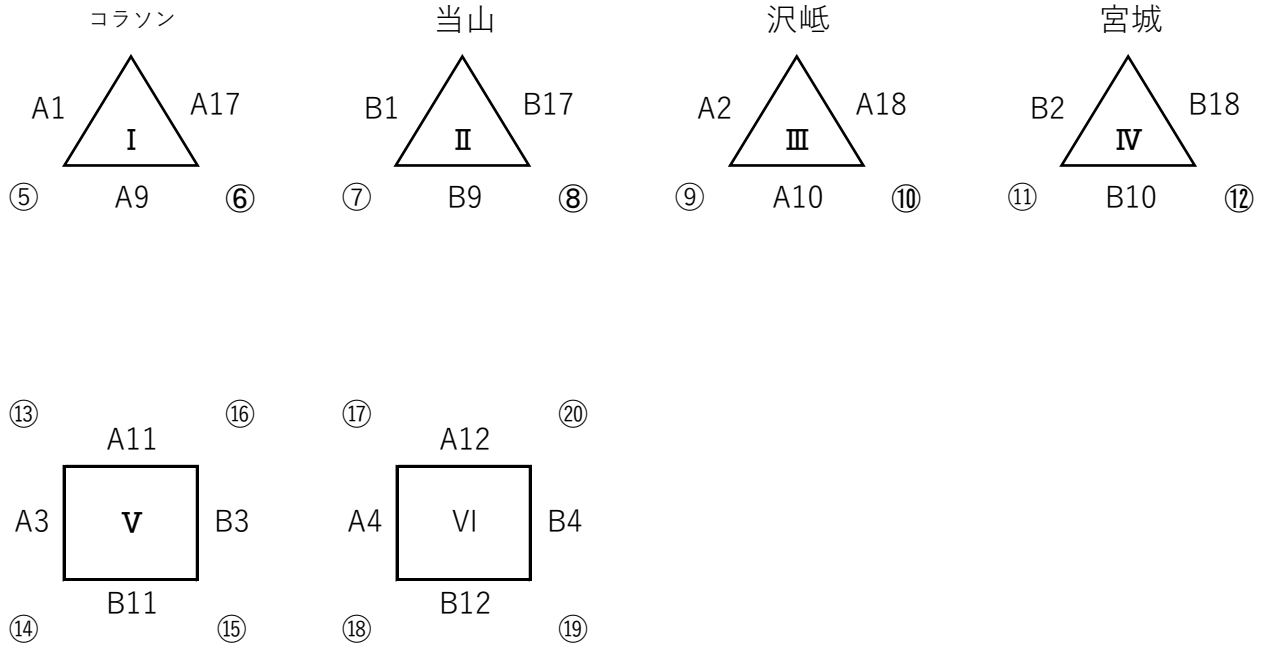 コラソン 当山 沢岻 宮城
A1 A17 B1 B17 A2 A18 B2 B18
Ⅰ Ⅱ Ⅲ Ⅳ
⑤ A9 ⑥ ⑦ B9 ⑧ ⑨ A10 ⑩ ⑪ B10 ⑫
⑬ ⑯ ⑰ ⑳
A11 A12
A3 Ⅴ B3 A4 VI B4
B11 B12
⑭ ⑮ ⑱ ⑲